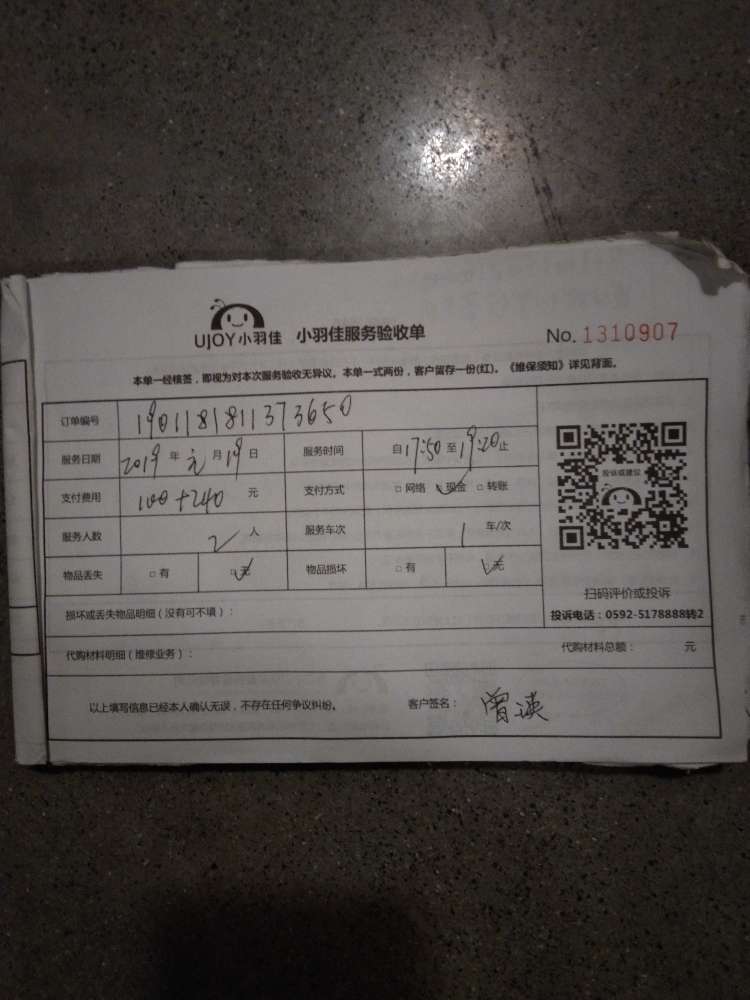 UJOY小羽佳 小羽佳服务验收单 No. 1310907
本单一经核签，即视为对本次服务验收无异议。本单一式两份，客户留存一份(红)。《维保须知》详见背面。
订单编号 1901181811373650
服务日期 2019 年 元 月 19 日 服务时间 自 17:50 至 19:20 止
投诉或建议
支付费用 100+240 元 支付方式 □ 网络 □ 现金 □ 转账
服务人数 2 人 服务车次 1 车/次
物品丢失 □ 有 □ 无 物品损坏 □ 有 □ 无
扫码评价或投诉
损坏或丢失物品明细（没有可不填）： 投诉电话：0592-5178888转2
代购材料明细（维修业务）： 代购材料总额： 元
以上填写信息已经本人确认无误，不存在任何争议纠纷。 客户签名： 曾